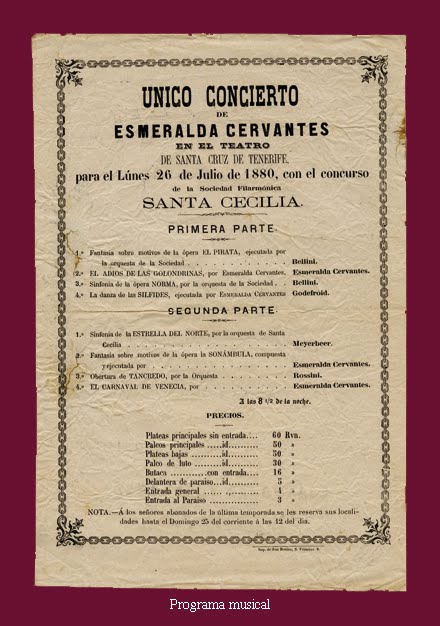 UNICO CONCIERTO
DE
ESMERALDA CERVANTES
EN EL TEATRO
DE SANTA CRUZ DE TENERIFE,
para el Lúnes 26 de Julio de 1880, con el concurso
de la Sociedad Filarmónica
SANTA CECILIA.
PRIMERA PARTE.
1.º Fantasía sobre motivos de la ópera EL PIRATA, ejecutada por
la orquesta de la Sociedad . . . . . . . . . . . . Bellini.
2.º EL ADIOS DE LAS GOLONDRINAS, por Esmeralda Cervantes. Esmeralda Cervantes.
3.º Sinfonía de la ópera NORMA, por la orquesta de la Sociedad . Bellini.
4.º La danza de las SILFIDES, ejecutada por ESMERALDA CERVANTES Godefroid.
SEGUNDA PARTE.
1.º Sinfonía de la ESTRELLA DEL NORTE, por la orquesta de Santa
Cecilia . . . . . . . . . . . . . . . . . Meyerbeer.
2.º Fantasía sobre motivos de la ópera la SONÁMBULA, compuesta
y ejecutada por . . . . . . . . . . . . . . Esmeralda Cervantes.
3.º Obertura de TANCREDO, por la Orquesta . . . . . . . Rossini.
4.º EL CARNAVAL DE VENECIA, por . . . . . . . . . Esmeralda Cervantes.
A las 8 1/2 de la noche.
PRECIOS.
Plateas principales sin entrada.... 60 Rvn.
Palcos principales .....id......... 50 »
Plateas bajas .........id......... 50 »
Palco de luto .........id......... 30 »
Butaca ............con entrada.... 16 »
Delantera de paraiso...id......... 5 »
Entrada general ...... ,,......... 4 »
Entrada al Paraiso ............... 3 »
NOTA.—Á los señores abonados de la última temporada se les reserva sus locali-
dades hasta el Domingo 25 del corriente á las 12 del dia.
Programa musical